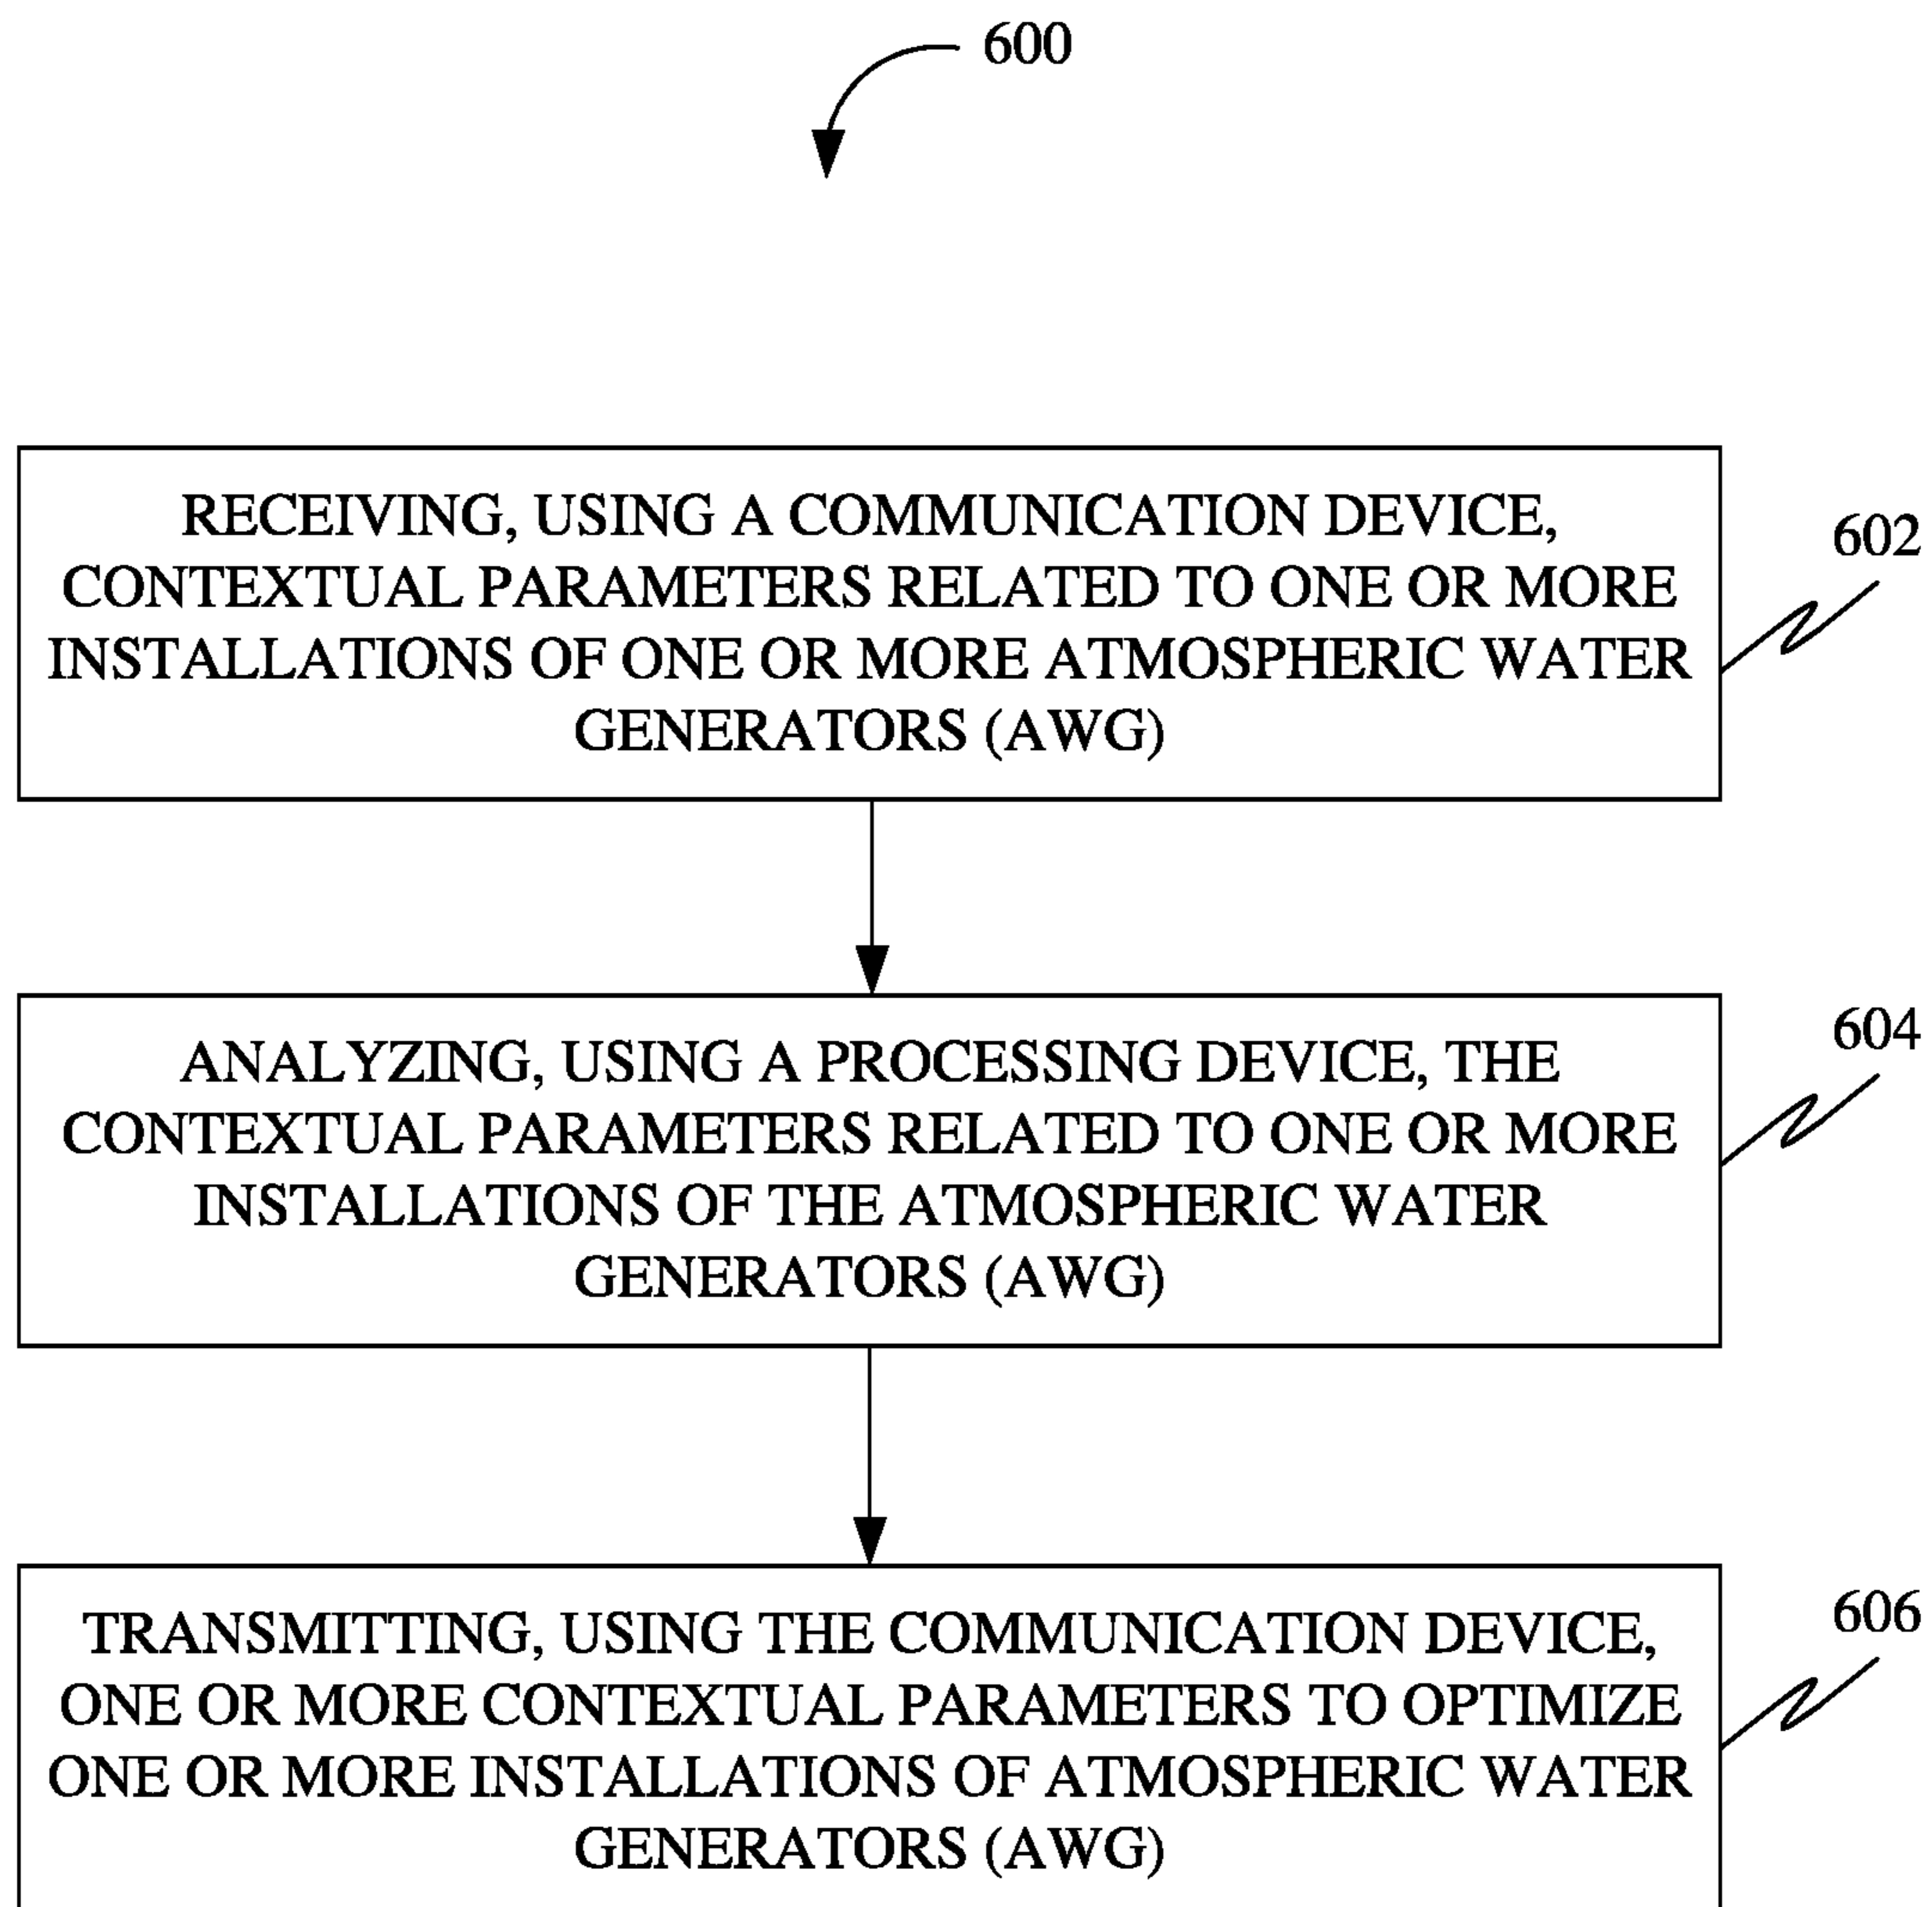 600
RECEIVING, USING A COMMUNICATION DEVICE,
CONTEXTUAL PARAMETERS RELATED TO ONE OR MORE
INSTALLATIONS OF ONE OR MORE ATMOSPHERIC WATER
GENERATORS (AWG)
602
ANALYZING, USING A PROCESSING DEVICE, THE
CONTEXTUAL PARAMETERS RELATED TO ONE OR MORE
INSTALLATIONS OF THE ATMOSPHERIC WATER
GENERATORS (AWG)
604
TRANSMITTING, USING THE COMMUNICATION DEVICE,
ONE OR MORE CONTEXTUAL PARAMETERS TO OPTIMIZE
ONE OR MORE INSTALLATIONS OF ATMOSPHERIC WATER
GENERATORS (AWG)
606